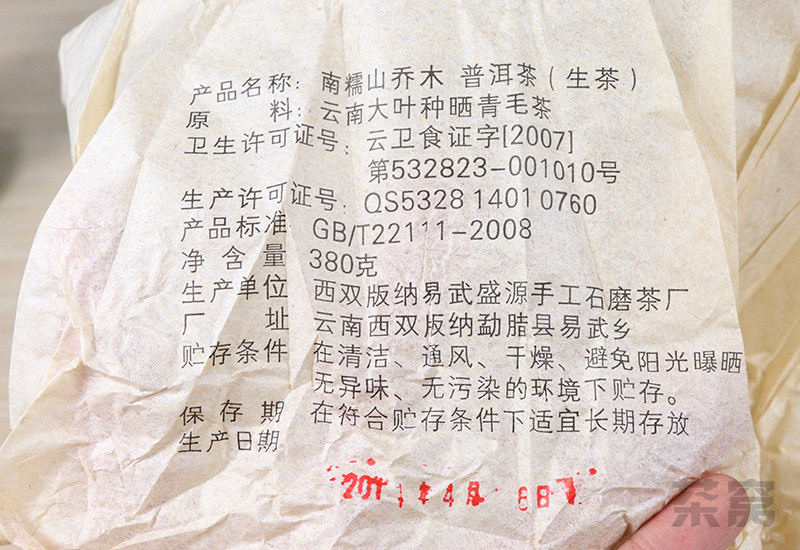 产品名称：南糯山乔木 普洱茶（生茶）
原 料：云南大叶种晒青毛茶
卫生许可证号：云卫食证字[2007]
第532823-001010号
生产许可证号：QS5328 1401 0760
产品标准 GB/T22111-2008
净含量 380克
生产单位 西双版纳易武盛源手工石磨茶厂
厂 址 云南西双版纳勐腊县易武乡
贮存条件 在清洁、通风、干燥、避免阳光曝晒
无异味、无污染的环境下贮存。
保存期 在符合贮存条件下适宜长期存放
生产日期
茶窝